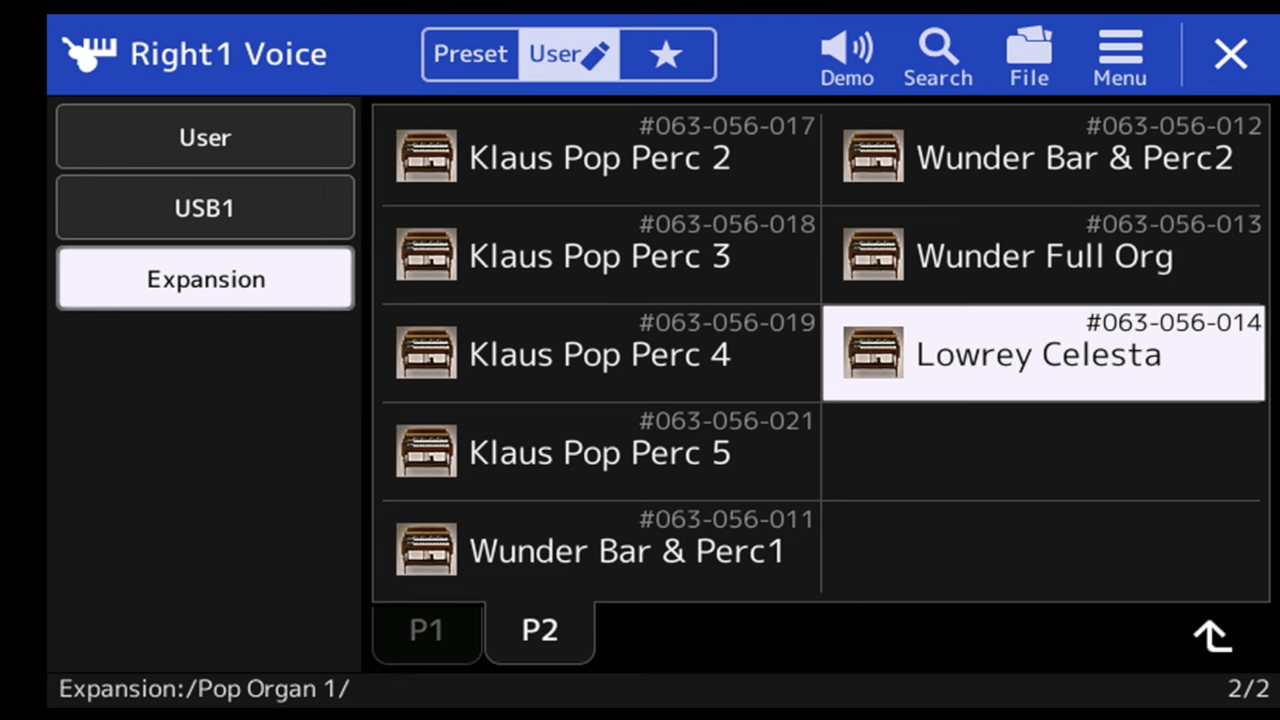 Right1 Voice
Preset
User
Demo
Search
File
Menu
User
USB1
Expansion
#063-056-017
Klaus Pop Perc 2
#063-056-018
Klaus Pop Perc 3
#063-056-019
Klaus Pop Perc 4
#063-056-021
Klaus Pop Perc 5
#063-056-011
Wunder Bar & Perc1
#063-056-012
Wunder Bar & Perc2
#063-056-013
Wunder Full Org
#063-056-014
Lowrey Celesta
P1
P2
Expansion:/Pop Organ 1/
2/2